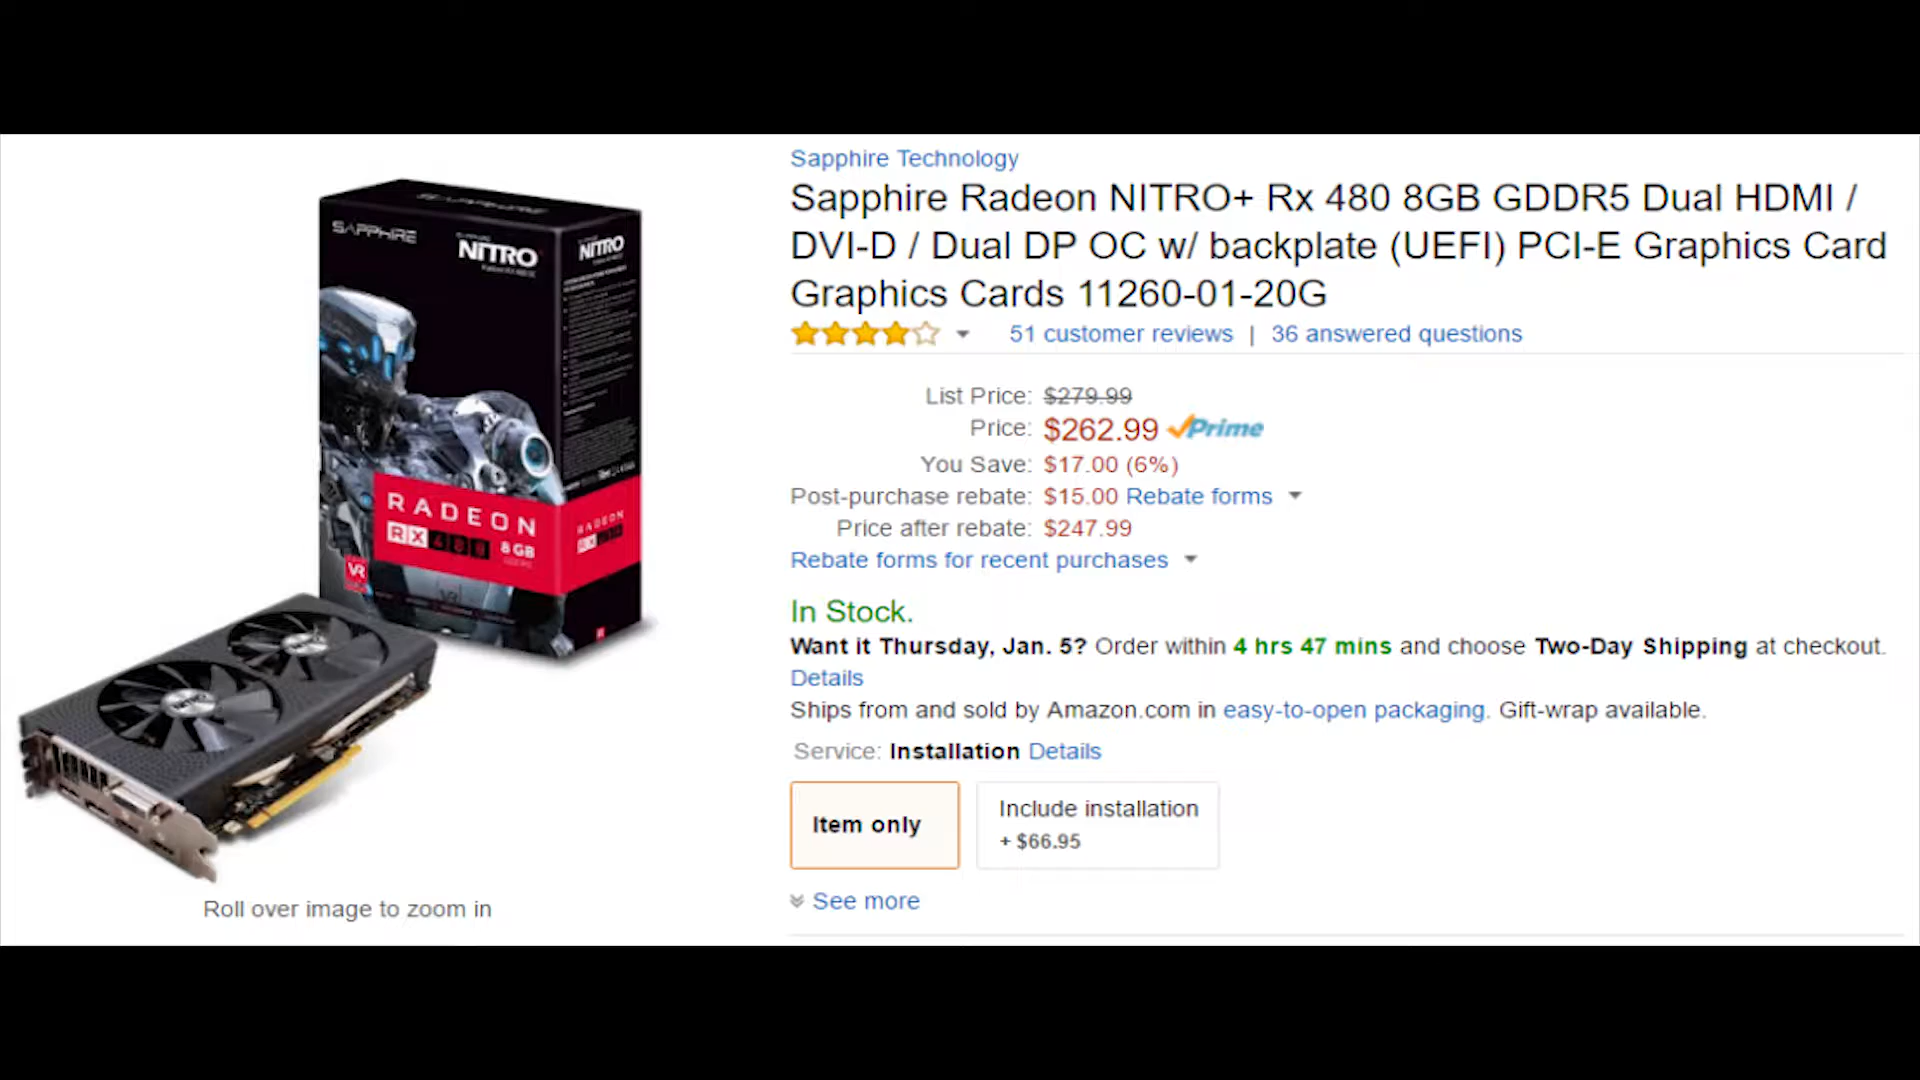 SAPPHIRE
NITRO
NITRO
RADEON
RX 480 8GB
RADEON
VR
Roll over image to zoom in
Sapphire Technology
Sapphire Radeon NITRO+ Rx 480 8GB GDDR5 Dual HDMI /
DVI-D / Dual DP OC w/ backplate (UEFI) PCI-E Graphics Card
Graphics Cards 11260-01-20G
51 customer reviews | 36 answered questions
List Price: $279.99
Price: $262.99 Prime
You Save: $17.00 (6%)
Post-purchase rebate: $15.00 Rebate forms
Price after rebate: $247.99
Rebate forms for recent purchases
In Stock.
Want it Thursday, Jan. 5? Order within 4 hrs 47 mins and choose Two-Day Shipping at checkout.
Details
Ships from and sold by Amazon.com in easy-to-open packaging. Gift-wrap available.
Service: Installation Details
Item only
Include installation
+ $66.95
See more